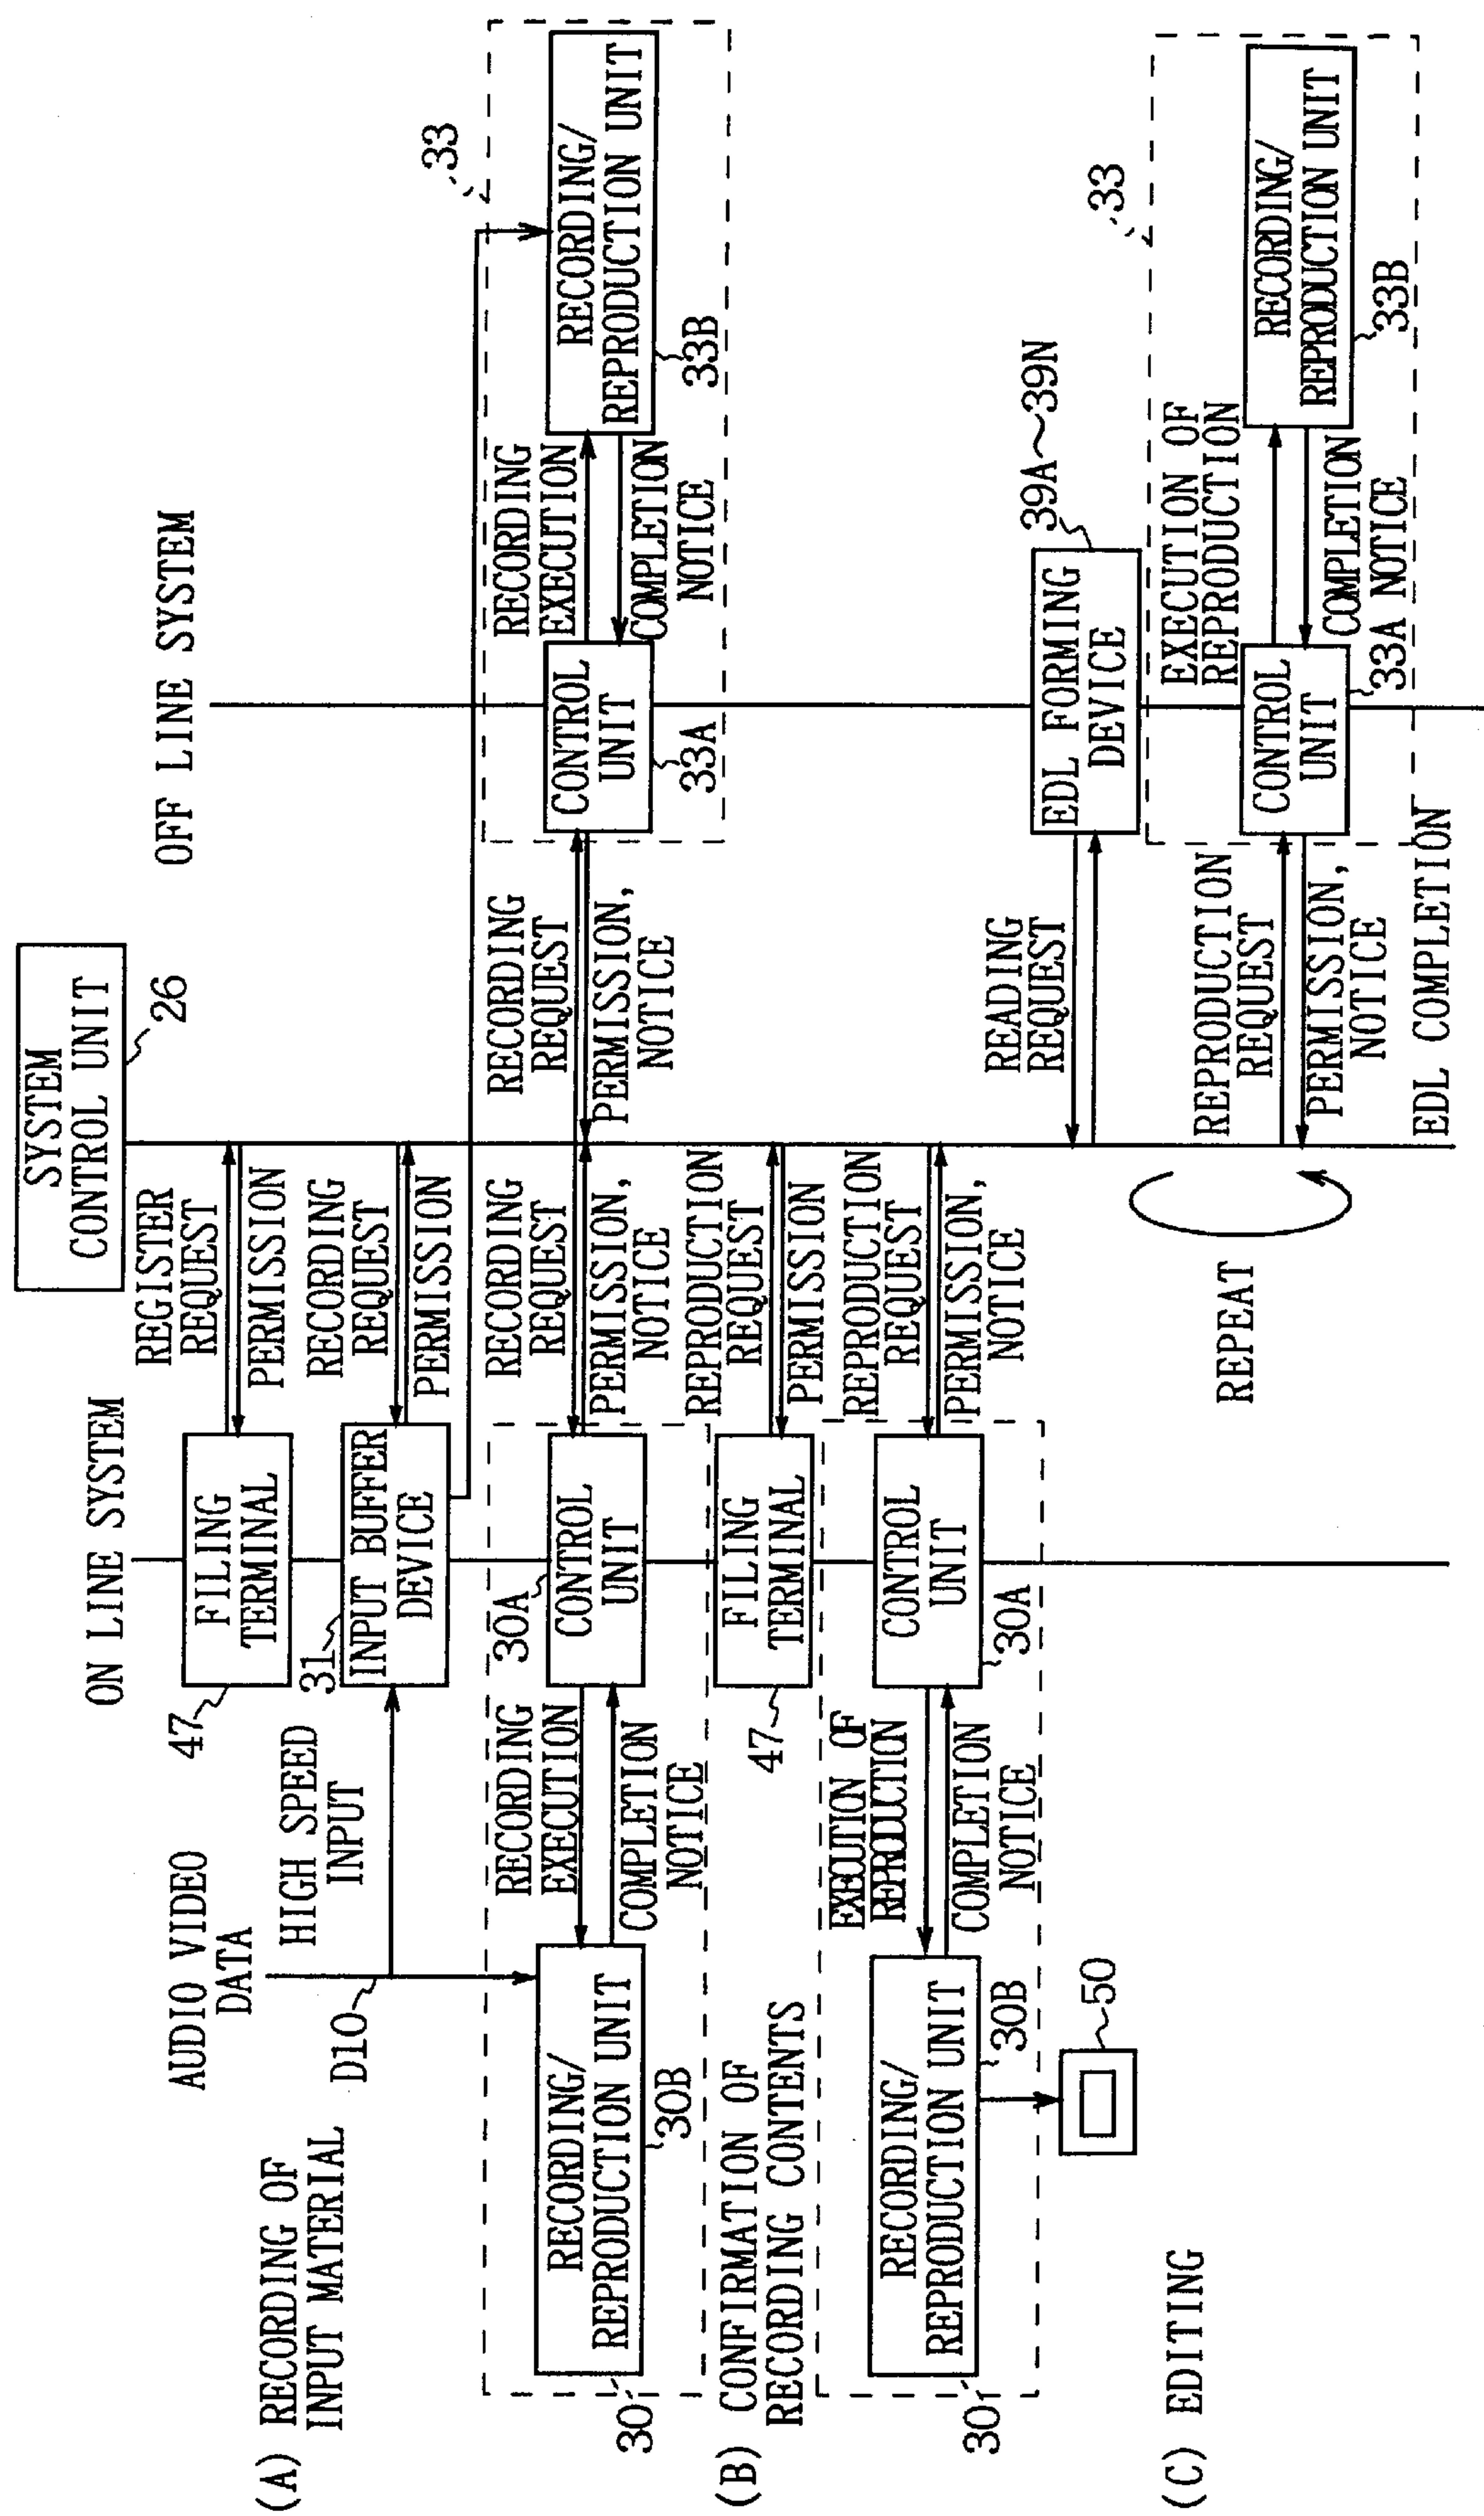 SYSTEM
CONTROL UNIT
26
ON LINE SYSTEM
OFF LINE SYSTEM
(A) RECORDING OF
INPUT MATERIAL
AUDIO VIDEO
DATA
D10
HIGH SPEED
INPUT
47
FILING
TERMINAL
REGISTER
REQUEST
PERMISSION
31
INPUT BUFFER
DEVICE
RECORDING
REQUEST
PERMISSION
30
RECORDING/
REPRODUCTION UNIT
30B
RECORDING
EXECUTION
COMPLETION
NOTICE
30A
CONTROL
UNIT
RECORDING
REQUEST
PERMISSION,
NOTICE
RECORDING
REQUEST
PERMISSION,
NOTICE
CONTROL
UNIT
33A
RECORDING
EXECUTION
COMPLETION
NOTICE
33
RECORDING/
REPRODUCTION UNIT
33B
(B) CONFIRMATION OF
RECORDING CONTENTS
47
FILING
TERMINAL
REPRODUCTION
REQUEST
PERMISSION
30
RECORDING/
REPRODUCTION UNIT
30B
50
EXECUTION OF
REPRODUCTION
COMPLETION
NOTICE
CONTROL
UNIT
30A
REPRODUCTION
REQUEST
PERMISSION,
NOTICE
(C) EDITING
REPEAT
READING
REQUEST
EDL FORMING
DEVICE
39A~39N
REPRODUCTION
REQUEST
PERMISSION,
NOTICE
CONTROL
UNIT
33A
EXECUTION OF
REPRODUCTION
COMPLETION
NOTICE
33
RECORDING/
REPRODUCTION UNIT
33B
EDL COMPLETION